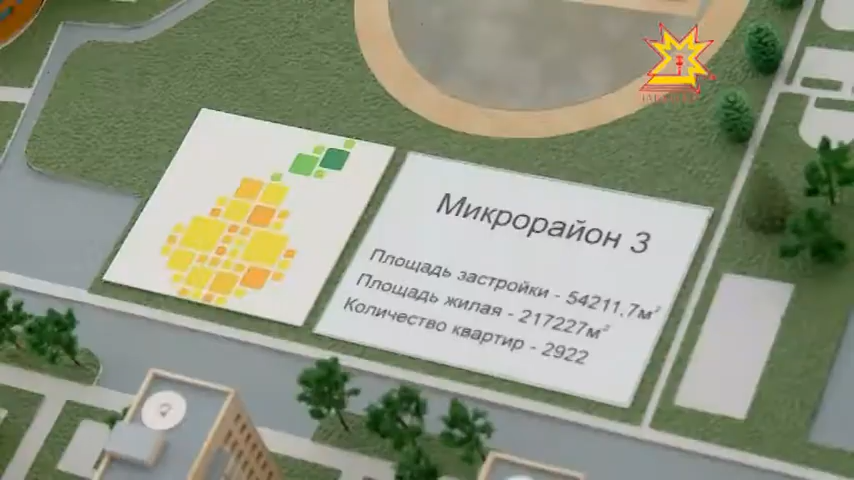 Микрорайон 3
Площадь застройки - 54211.7м²
Площадь жилая - 217227м²
Количество квартир - 2922